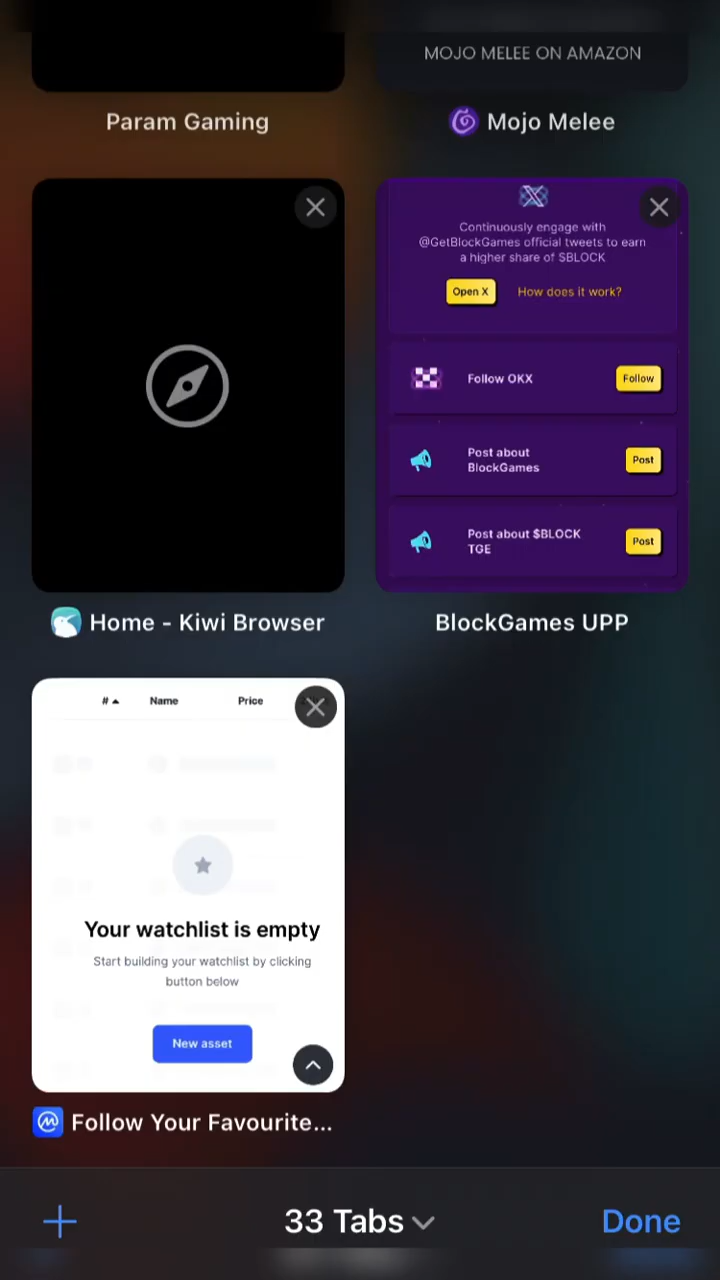 MOJO MELEE ON AMAZON
Param Gaming
Mojo Melee
Continuously engage with
@GetBlockGames official tweets to earn
a higher share of $BLOCK
Open X
How does it work?
Follow OKX
Follow
Post about
BlockGames
Post
Post about $BLOCK
TGE
Post
Home - Kiwi Browser
BlockGames UPP
# Name Price
Your watchlist is empty
Start building your watchlist by clicking
button below
New asset
Follow Your Favourite...
33 Tabs
Done